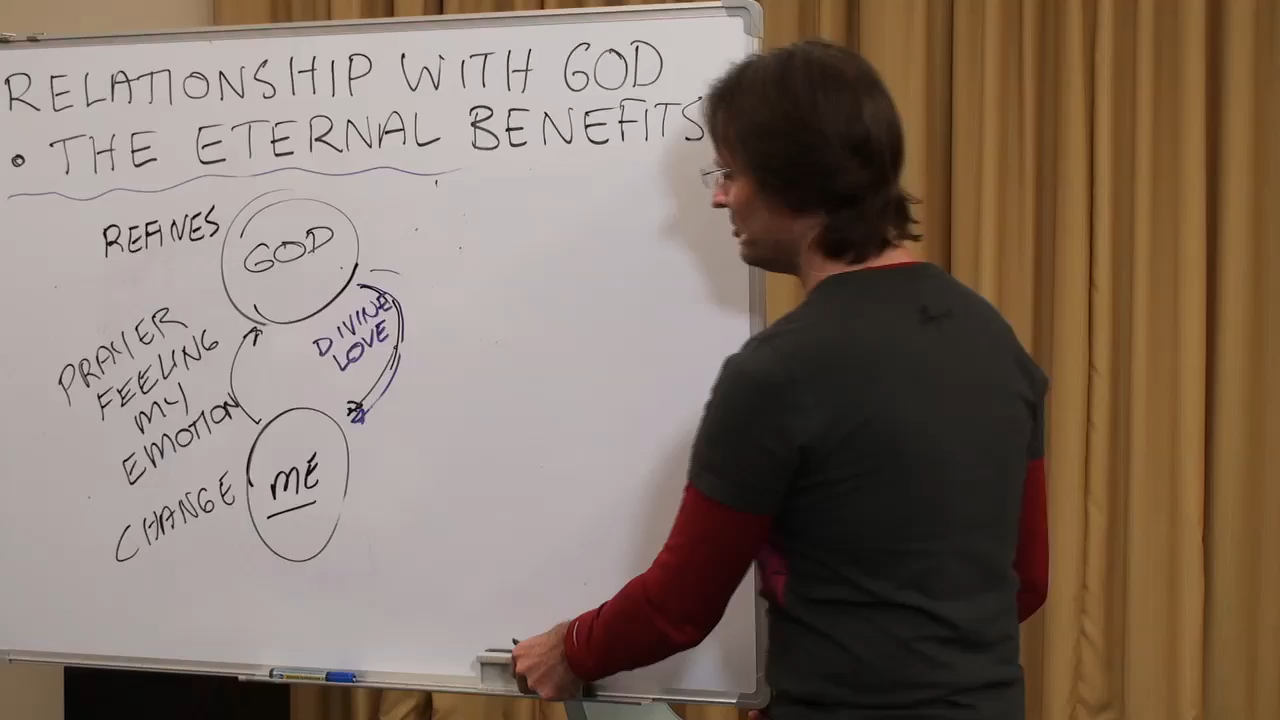 RELATIONSHIP WITH GOD
• THE ETERNAL BENEFITS
REFINES
GOD
DIVINE
LOVE
PRAYER
FEELING
MY
EMOTION
ME
CHANGE